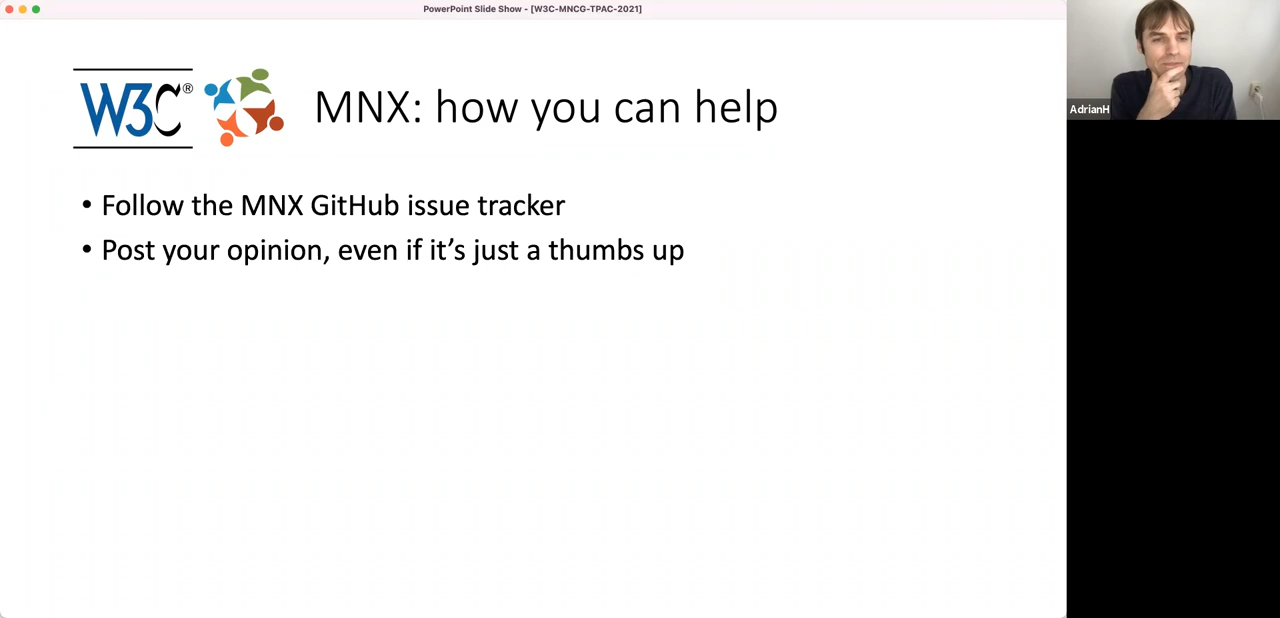 PowerPoint Slide Show - [W3C-MNCG-TPAC-2021]
W3C® MNX: how you can help
• Follow the MNX GitHub issue tracker
• Post your opinion, even if it’s just a thumbs up
AdrianH